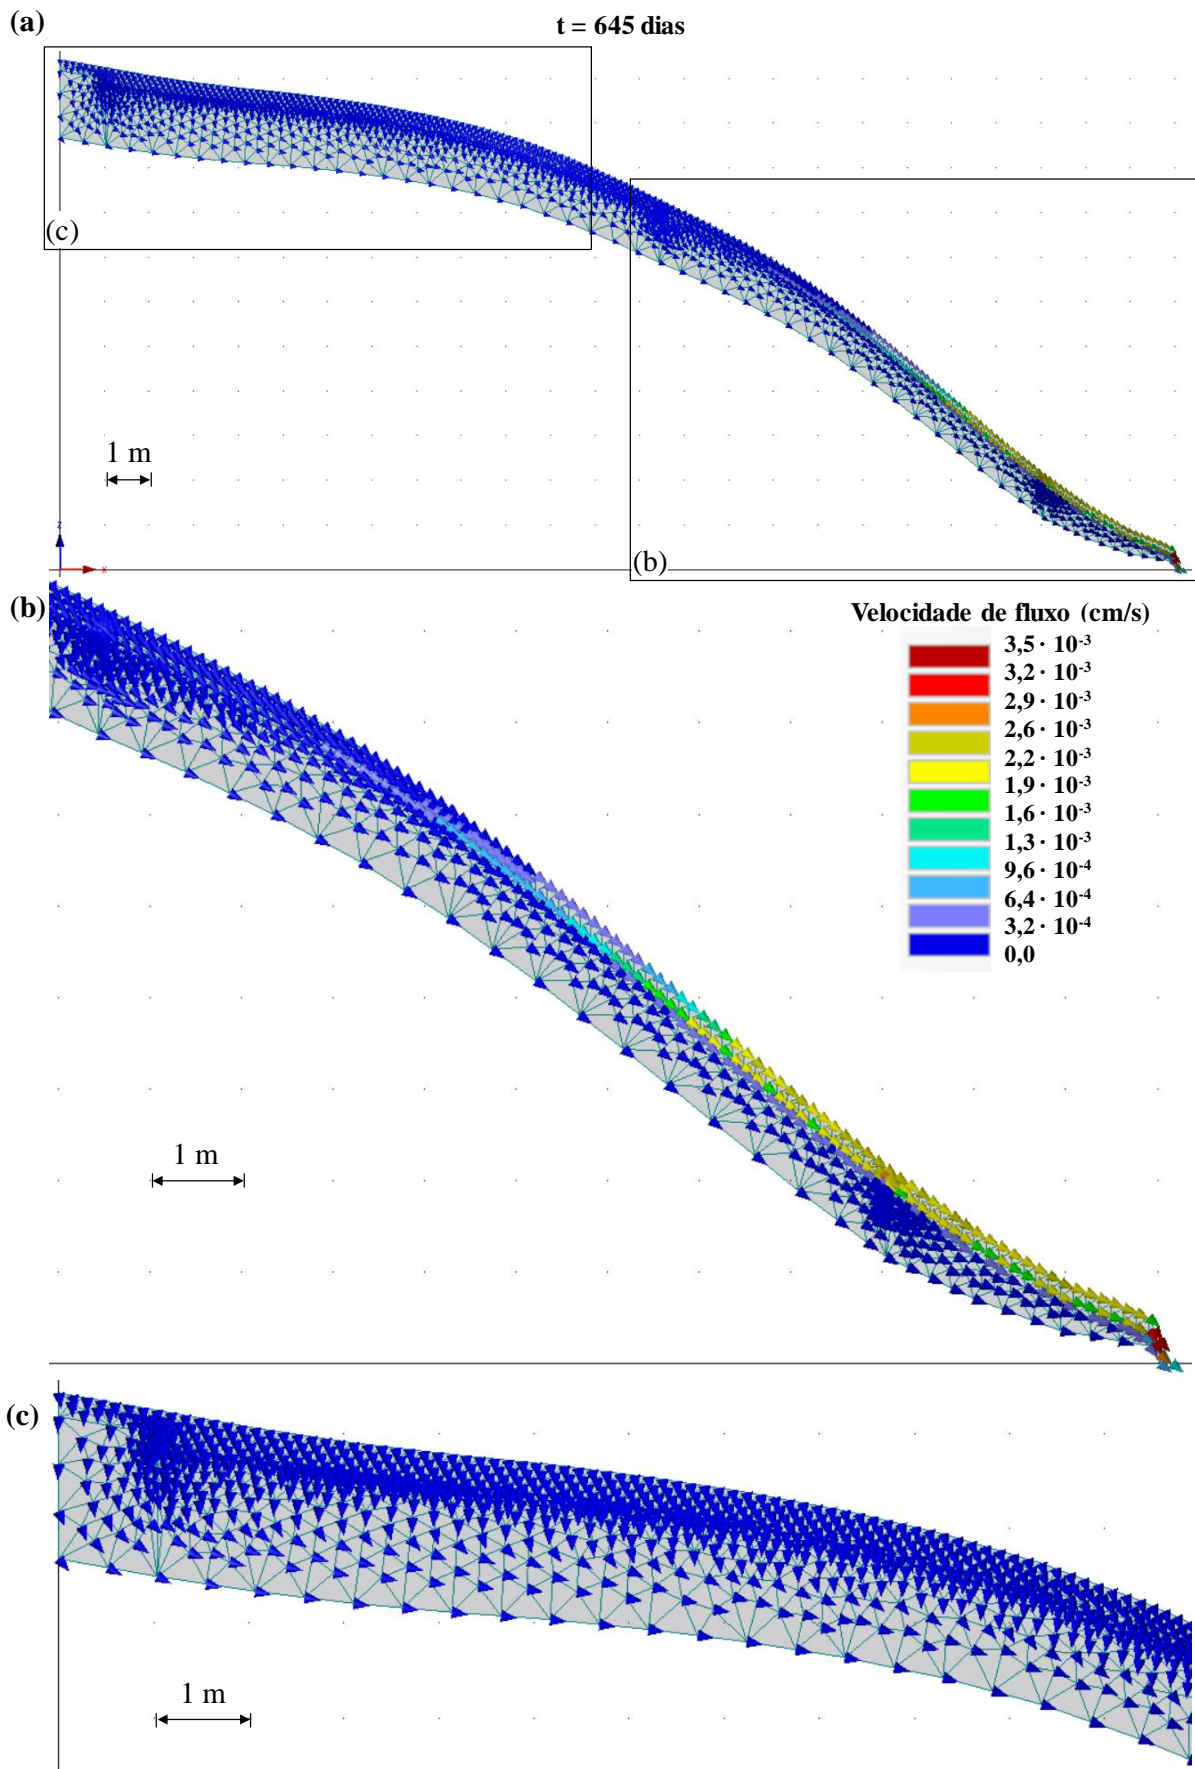 (a)
t = 645 dias
(c)
1 m
z
x
(b)
(b)
Velocidade de fluxo (cm/s)
3,5 · 10⁻³
3,2 · 10⁻³
2,9 · 10⁻³
2,6 · 10⁻³
2,2 · 10⁻³
1,9 · 10⁻³
1,6 · 10⁻³
1,3 · 10⁻³
9,6 · 10⁻⁴
6,4 · 10⁻⁴
3,2 · 10⁻⁴
0,0
1 m
(c)
1 m